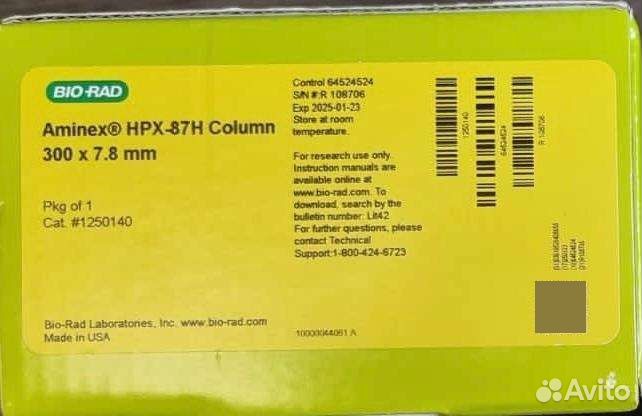 BIO-RAD
Aminex® HPX-87H Column
300 x 7.8 mm
Pkg of 1
Cat. #1250140
Bio-Rad Laboratories, Inc. www.bio-rad.com
Made in USA
Control 64524524
S/N #:R 108706
Exp 2025-01-23
Store at room
temperature.
For research use only.
Instruction manuals are
available online at
www.bio-rad.com. To
download, search by the
bulletin number: Lit42
For further questions, please
contact Technical
Support:1-800-424-6723
10000044061 A
1250140
64524524
R 108706
Avito